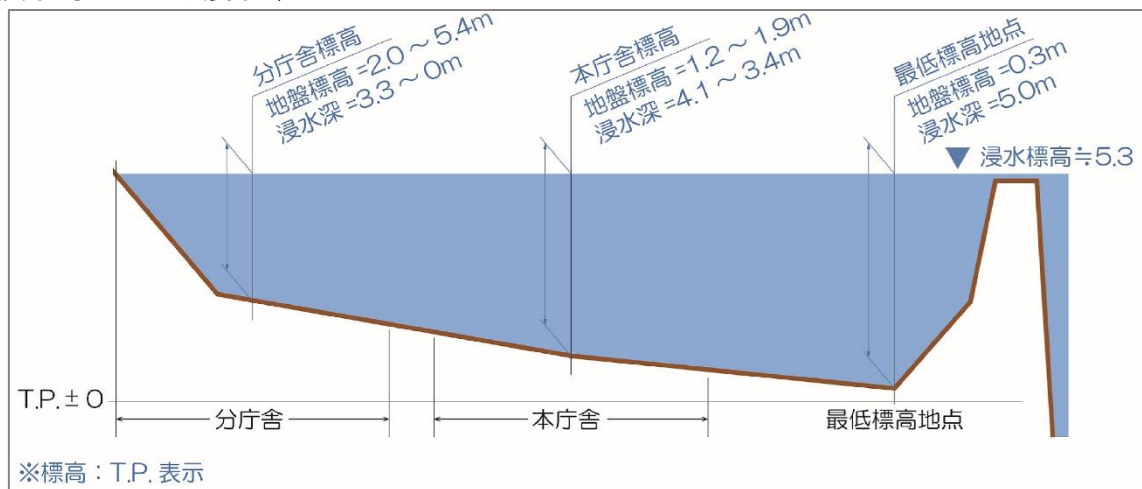 分庁舎標高
地盤標高=2.0～5.4m
浸水深=3.3～0m
本庁舎標高
地盤標高=1.2～1.9m
浸水深=4.1～3.4m
最低標高地点
地盤標高=0.3m
浸水深=5.0m
▼ 浸水標高≒5.3
T.P.±0
分庁舎
本庁舎
最低標高地点
※標高：T.P. 表示